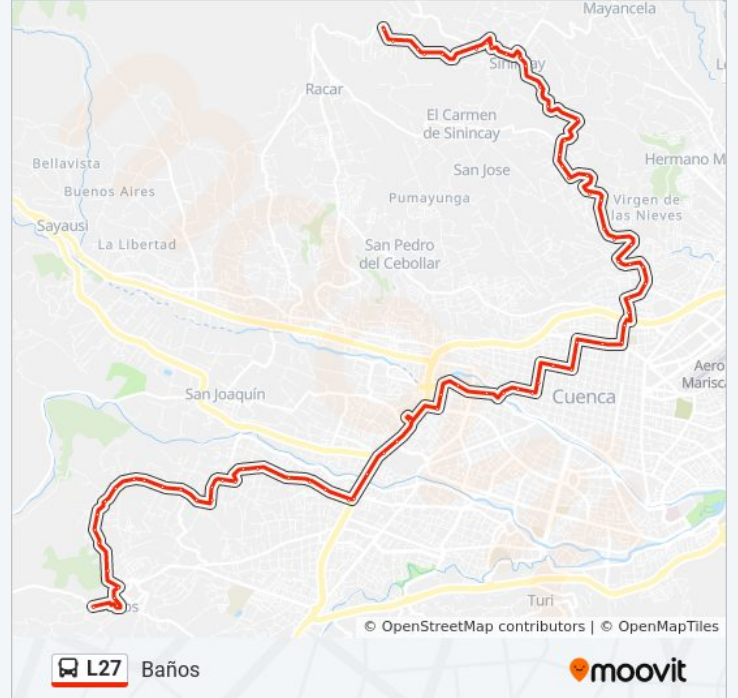 Mayancela
Sinincay
Racar
El Carmen
de Sinincay
Bellavista
San Jose
Hermano M
Buenos Aires
Pumayunga
Virgen de
las Nieves
Sayausi
La Libertad
San Pedro
del Cebollar
Aero
Marisca
San Joaquín
Cuenca
Turi
© OpenStreetMap contributors | © OpenMapTiles
L27 Baños
moovit